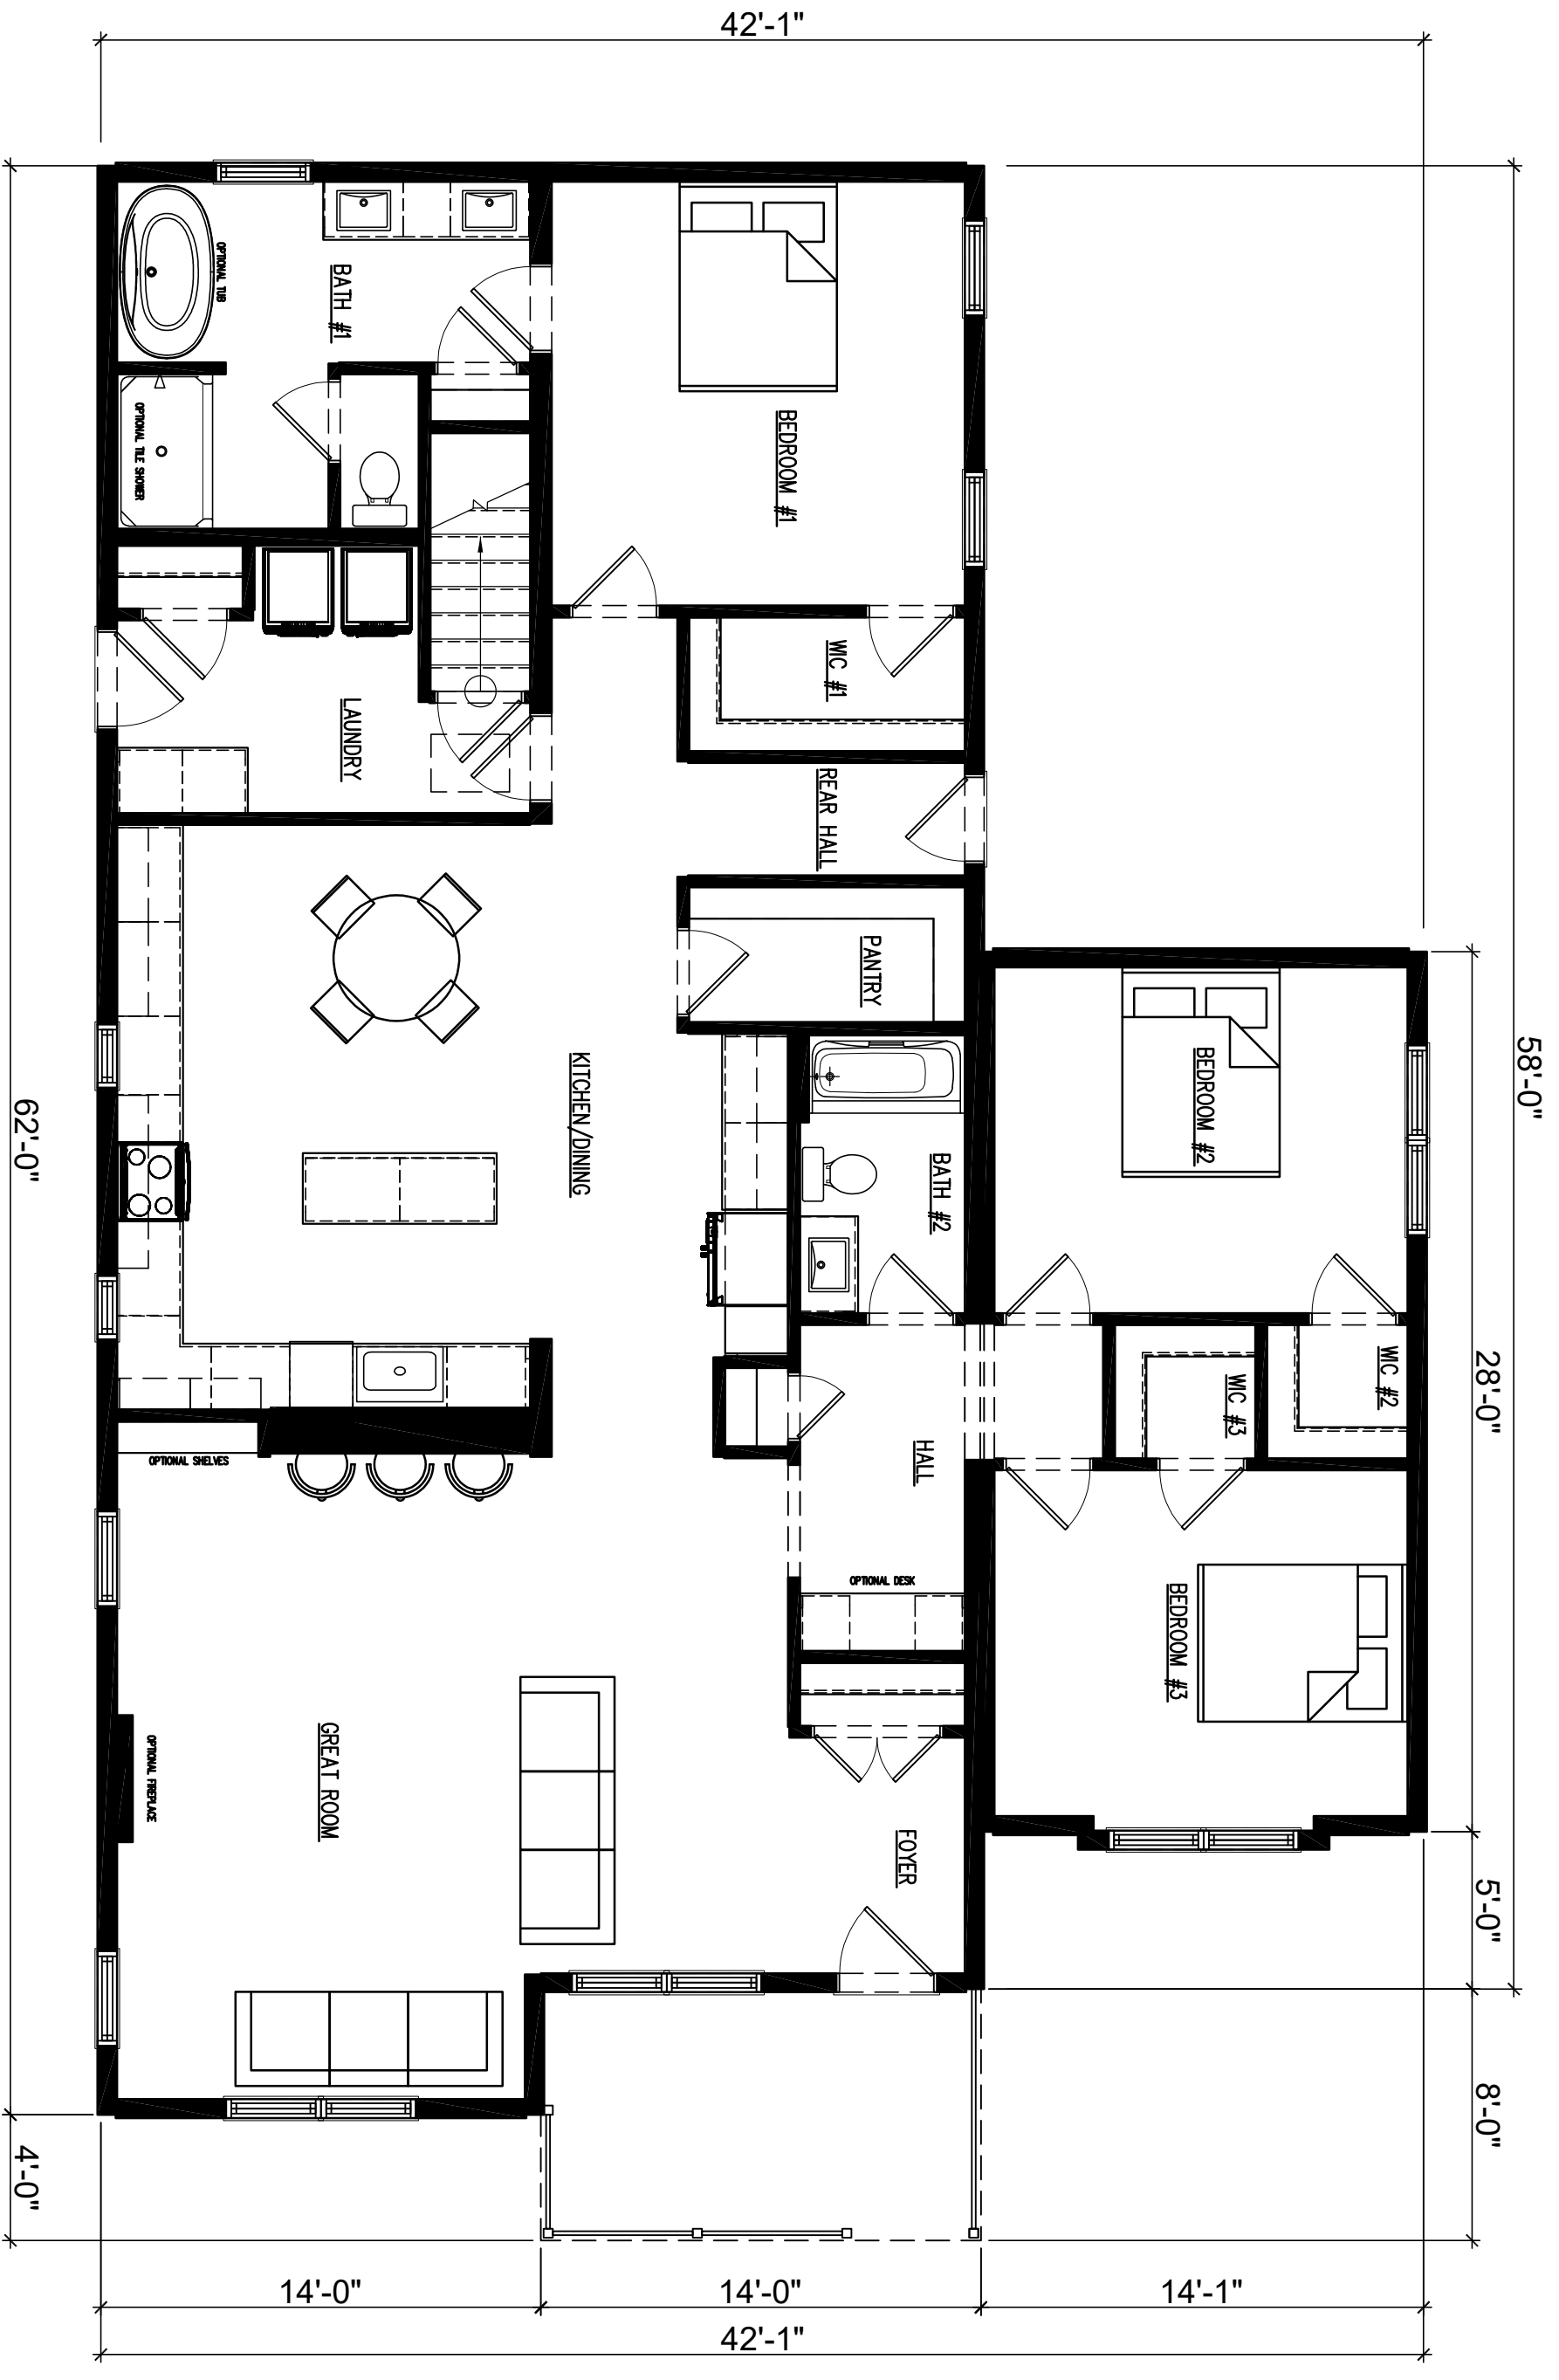 42'-1"
58'-0"
62'-0"
OPTIONAL TUB
BATH #1
OPTIONAL TILE SHOWER
BEDROOM #1
WIC #1
LAUNDRY
REAR HALL
PANTRY
KITCHEN/DINING
BATH #2
BEDROOM #2
WIC #2
WIC #3
28'-0"
HALL
OPTIONAL SHELVES
OPTIONAL DESK
BEDROOM #3
GREAT ROOM
OPTIONAL FIREPLACE
FOYER
5'-0"
8'-0"
4'-0"
14'-0"
14'-0"
14'-1"
42'-1"